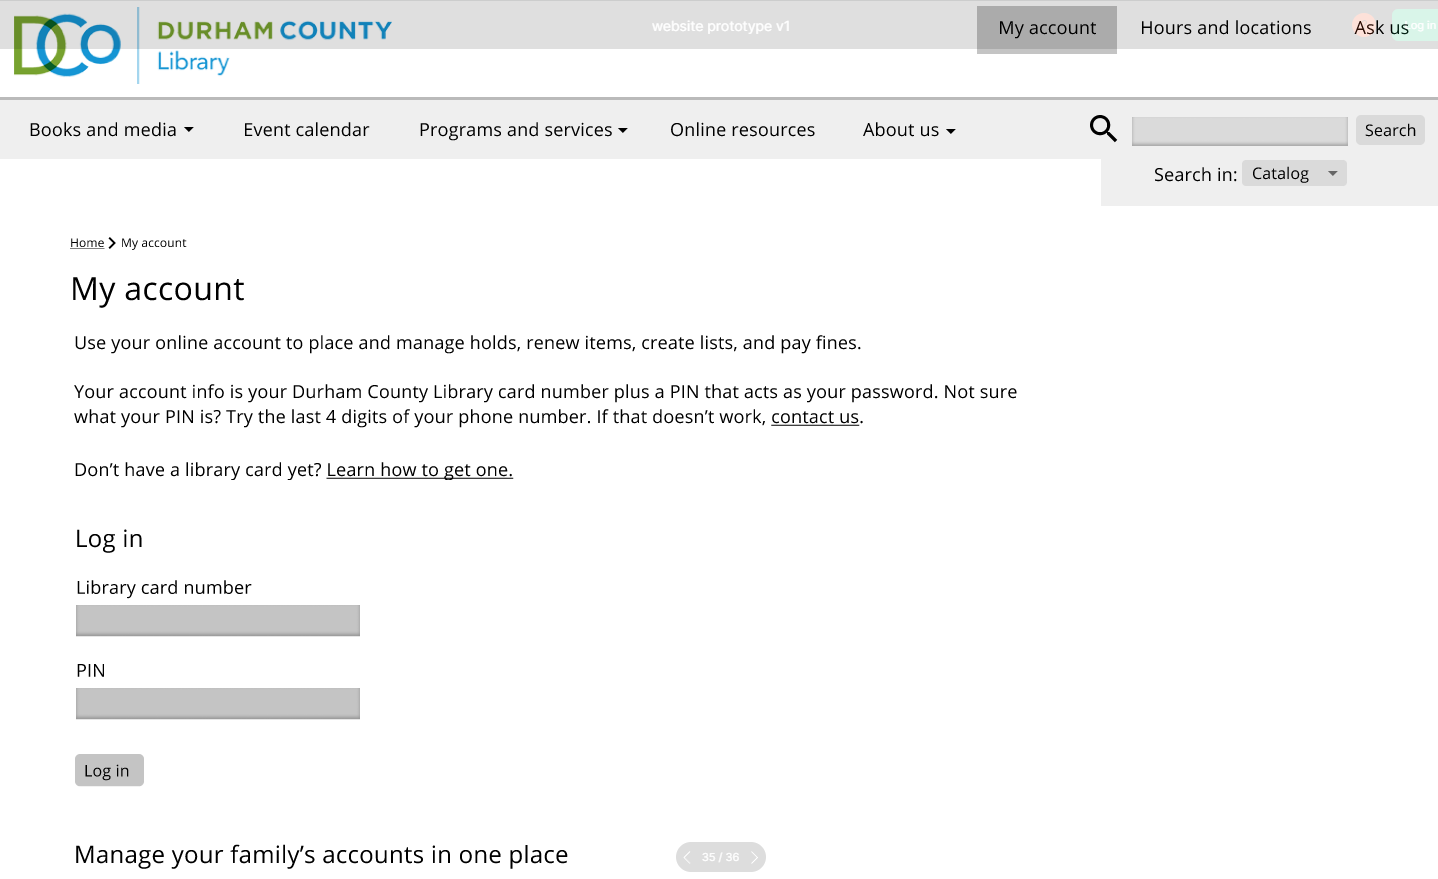 DCO
DURHAM COUNTY
Library
website prototype v1
My account
Hours and locations
Ask us
Log in
Books and media
Event calendar
Programs and services
Online resources
About us
Search
Search in:
Catalog
Home
My account
My account
Use your online account to place and manage holds, renew items, create lists, and pay fines.
Your account info is your Durham County Library card number plus a PIN that acts as your password. Not sure
what your PIN is? Try the last 4 digits of your phone number. If that doesn’t work, contact us.
Don’t have a library card yet? Learn how to get one.
Log in
Library card number
PIN
Log in
Manage your family’s accounts in one place
35 / 36